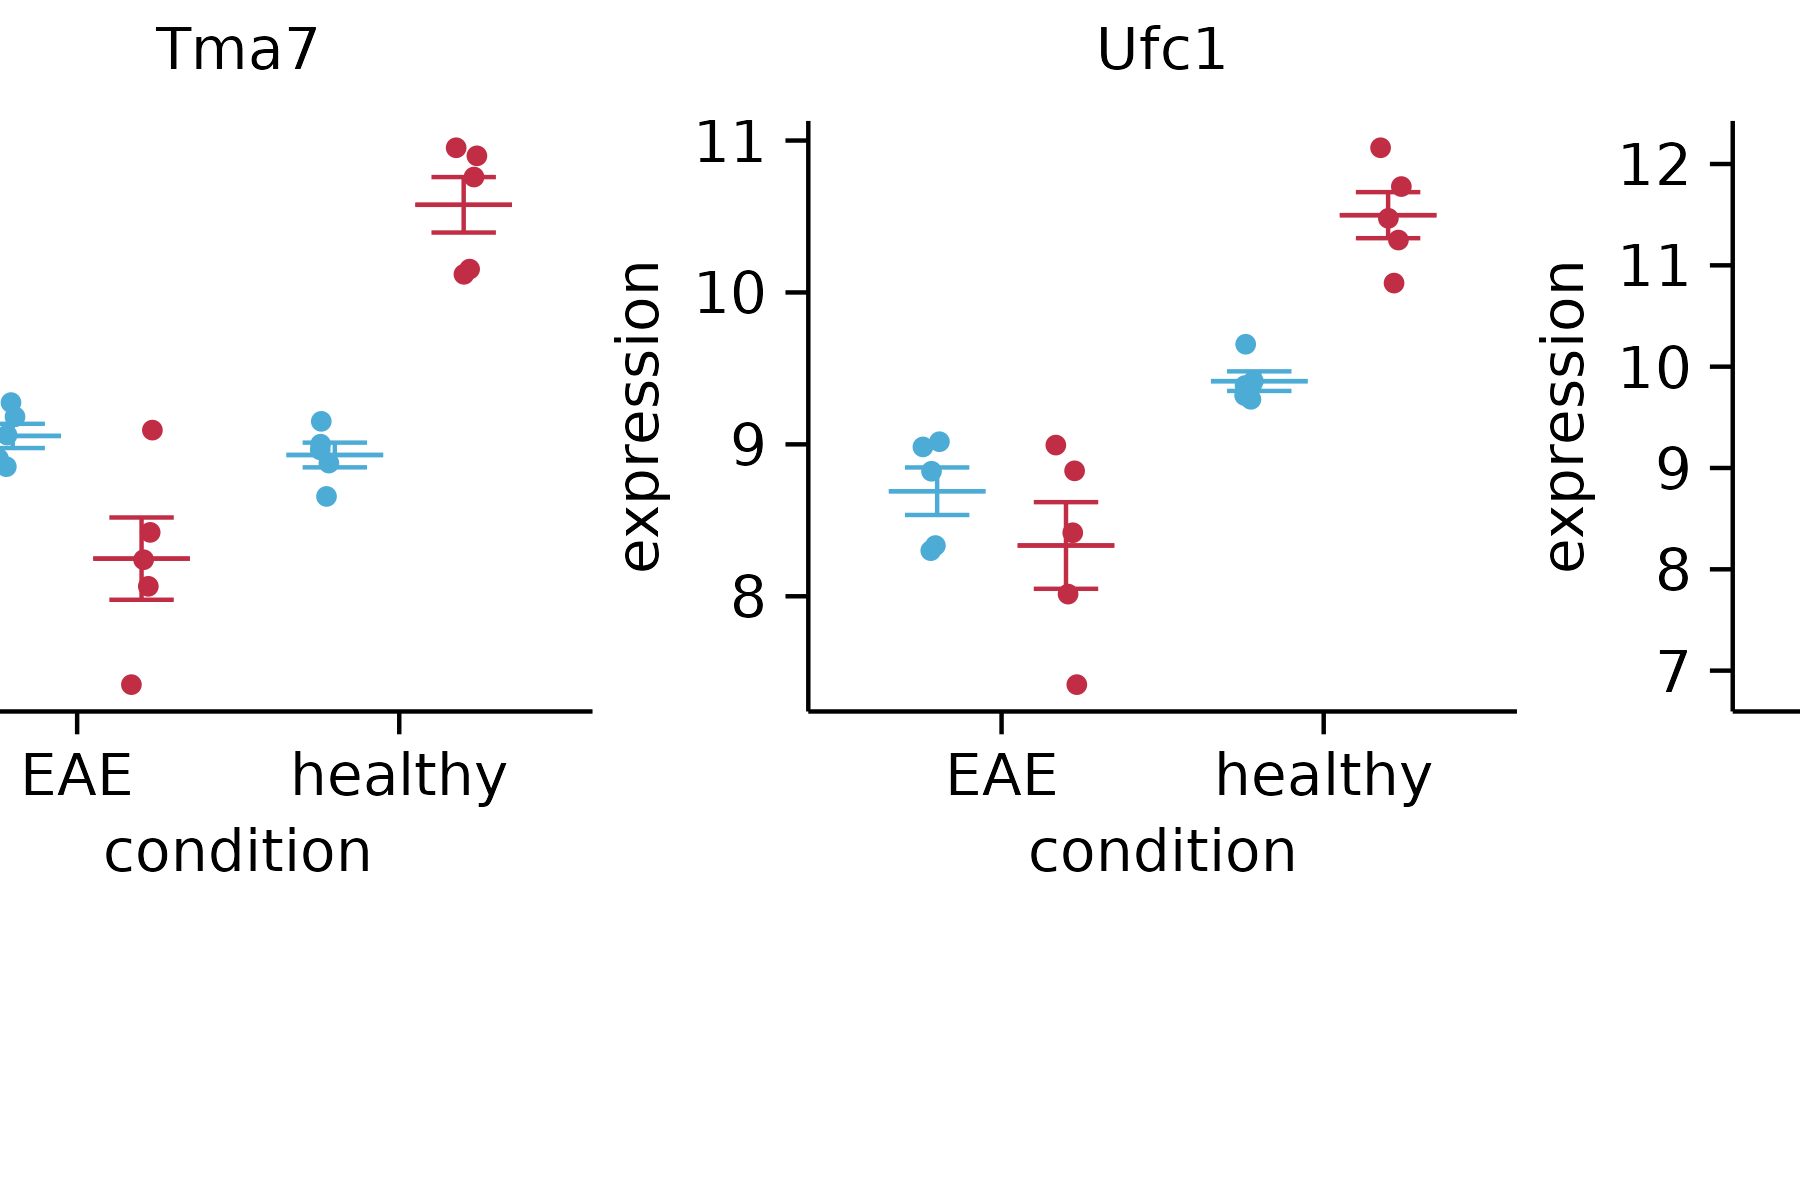 Tma7
EAE
healthy
condition
Ufc1
expression
11
10
9
8
EAE
healthy
condition
expression
12
11
10
9
8
7